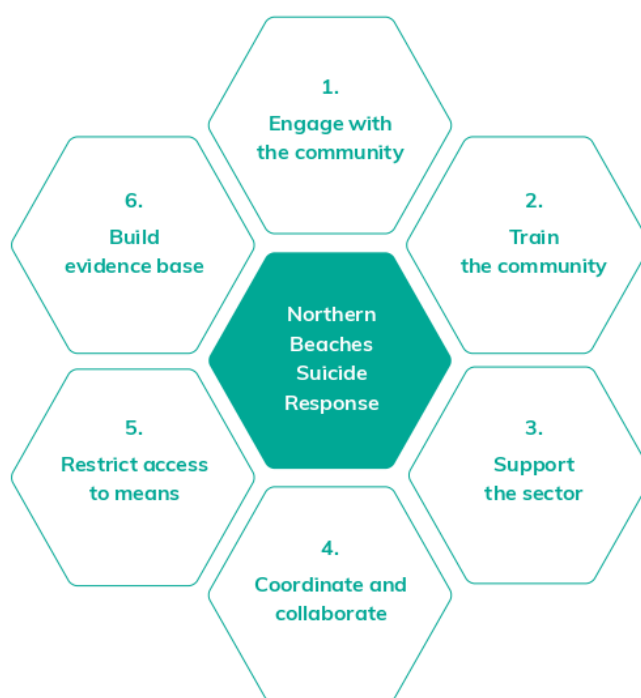 1.
Engage with
the community
2.
Train
the community
3.
Support
the sector
4.
Coordinate and
collaborate
5.
Restrict access
to means
6.
Build
evidence base
Northern
Beaches
Suicide
Response